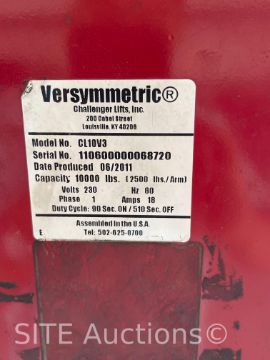 Versymmetric®
Challenger Lifts, Inc.
200 Cabel Street
Louisville, KY 40206
Model No. CL10V3
Serial No. 110600000068720
Date Produced 06/2011
Capacity 10000 lbs. (2500 lbs./Arm)
Volts 230 Hz 60
Phase 1 Amps 18
Duty Cycle: 90 Sec. ON / 510 Sec. OFF
Assembled in the U.S.A.
E Tel: 502-625-0700
SITE Auctions.com™